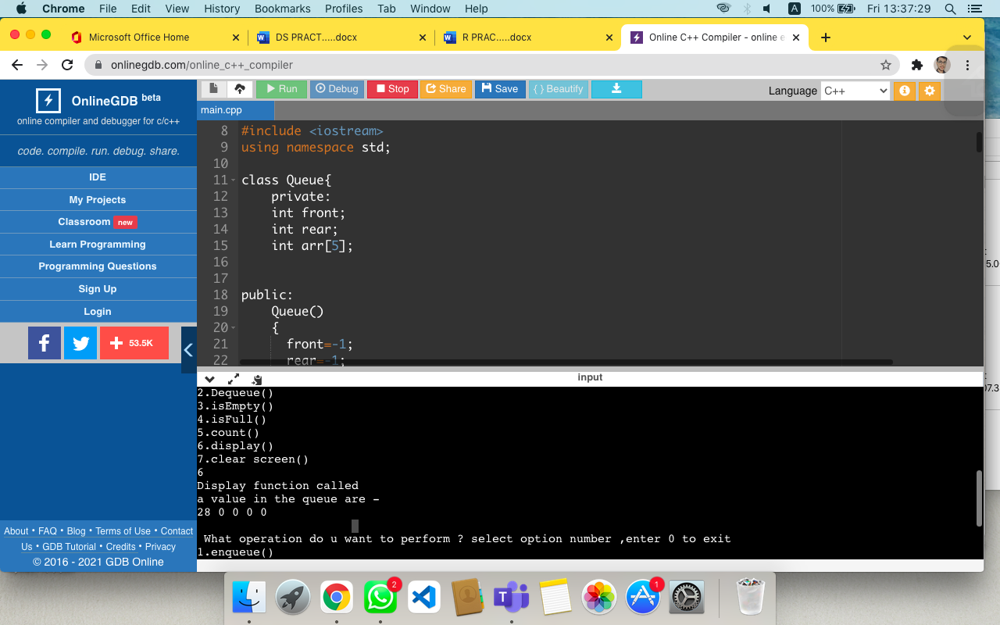 Chrome File Edit View History Bookmarks Profiles Tab Window Help A 100% Fri 13:37:29
Microsoft Office Home DS PRACT.....docx R PRAC.....docx Online C++ Compiler - online e
onlinegdb.com/online_c++_compiler
OnlineGDB beta
online compiler and debugger for c/c++
code. compile. run. debug. share.
IDE
My Projects
Classroom new
Learn Programming
Programming Questions
Sign Up
Login
53.5K
About • FAQ • Blog • Terms of Use • Contact
Us • GDB Tutorial • Credits • Privacy
© 2016 - 2021 GDB Online
Run Debug Stop Share Save { } Beautify Language C++
main.cpp
8 #include <iostream>
9 using namespace std;
10
11 class Queue{
12 private:
13 int front;
14 int rear;
15 int arr[5];
16
17
18 public:
19 Queue()
20 {
21 front=-1;
22 rear=-1;
input
2.Dequeue()
3.isEmpty()
4.isFull()
5.count()
6.display()
7.clear screen()
6
Display function called
a value in the queue are -
28 0 0 0 0
What operation do u want to perform ? select option number ,enter 0 to exit
1.enqueue()
2
1